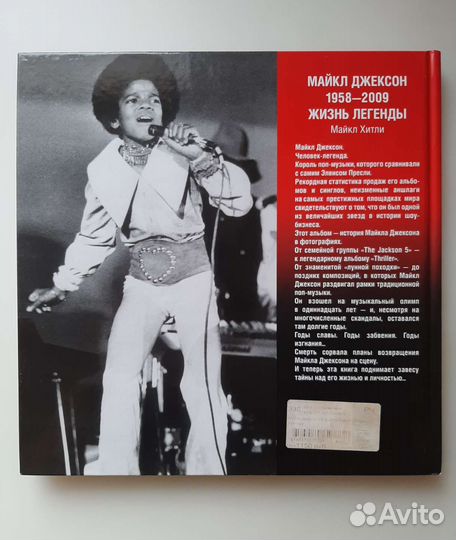 МАЙКЛ ДЖЕКСОН
1958—2009
ЖИЗНЬ ЛЕГЕНДЫ
Майкл Хитли
Майкл Джексон.
Человек-легенда.
Король поп-музыки, которого сравнивали
с самим Элвисом Пресли.
Рекордная статистика продаж его альбо-
мов и синглов, неизменные аншлаги
на самых престижных площадках мира
свидетельствуют о том, что он был одной
из величайших звезд в истории шоу-
бизнеса.
Этот альбом — история Майкла Джексона
в фотографиях.
От семейной группы «The Jackson 5» —
к легендарному альбому «Thriller».
От знаменитой «лунной походки» — до
поздних композиций, в которых Майкл
Джексон раздвигал рамки традиционной
поп-музыки.
Он взошел на музыкальный олимп
в одиннадцать лет — и, несмотря на
многочисленные скандалы, оставался
там долгие годы.
Годы славы. Годы забвения. Годы
изгнания...
Смерть сорвала планы возвращения
Майкла Джексона на сцену.
И теперь эта книга поднимает завесу
тайны над его жизнью и личностью...
Avito